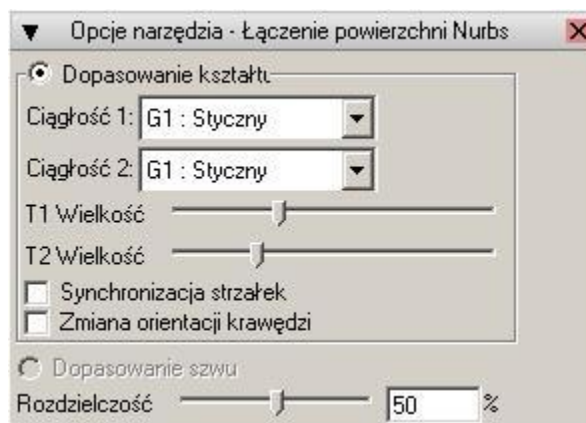 Opcje narzędzia - Łączenie powierzchni Nurbs
Dopasowanie kształtu
Ciągłość 1: G1 : Styczny
Ciągłość 2: G1 : Styczny
T1 Wielkość
T2 Wielkość
Synchronizacja strzałek
Zmiana orientacji krawędzi
Dopasowanie szwu
Rozdzielczość 50 %